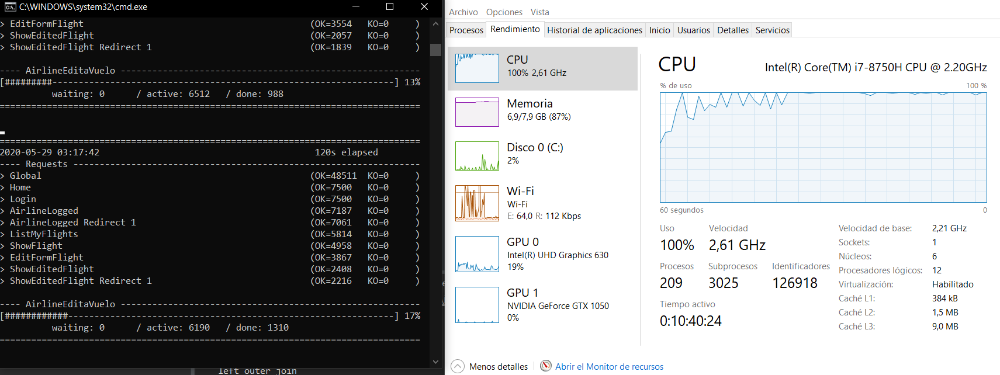 C:\WINDOWS\system32\cmd.exe
> EditFormFlight (OK=3554 KO=0 )
> ShowEditedFlight (OK=2057 KO=0 )
> ShowEditedFlight Redirect 1 (OK=1839 KO=0 )
---- AirlineEditaVuelo ---------------------------------------------------------
[#########-----------------------------------------------------------------] 13%
waiting: 0 / active: 6512 / done: 988
================================================================================
================================================================================
2020-05-29 03:17:42 120s elapsed
---- Requests ------------------------------------------------------------------
> Global (OK=48511 KO=0 )
> Home (OK=7500 KO=0 )
> Login (OK=7500 KO=0 )
> AirlineLogged (OK=7187 KO=0 )
> AirlineLogged Redirect 1 (OK=7061 KO=0 )
> ListMyFlights (OK=5814 KO=0 )
> ShowFlight (OK=4958 KO=0 )
> EditFormFlight (OK=3867 KO=0 )
> ShowEditedFlight (OK=2408 KO=0 )
> ShowEditedFlight Redirect 1 (OK=2216 KO=0 )
---- AirlineEditaVuelo ---------------------------------------------------------
[############--------------------------------------------------------------] 17%
waiting: 0 / active: 6190 / done: 1310
================================================================================
left outer join
Archivo Opciones Vista
Procesos Rendimiento Historial de aplicaciones Inicio Usuarios Detalles Servicios
CPU
100% 2,61 GHz
Memoria
6,9/7,9 GB (87%)
Disco 0 (C:)
2%
Wi-Fi
Wi-Fi
E: 64,0 R: 112 Kbps
GPU 0
Intel(R) UHD Graphics 630
19%
GPU 1
NVIDIA GeForce GTX 1050
0%
CPU Intel(R) Core(TM) i7-8750H CPU @ 2.20GHz
% de uso 100 %
60 segundos 0
Uso Velocidad
100% 2,61 GHz
Procesos Subprocesos Identificadores
209 3025 126918
Tiempo activo
0:10:40:24
Velocidad de base: 2,21 GHz
Sockets: 1
Núcleos: 6
Procesadores lógicos: 12
Virtualización: Habilitado
Caché L1: 384 kB
Caché L2: 1,5 MB
Caché L3: 9,0 MB
Menos detalles Abrir el Monitor de recursos